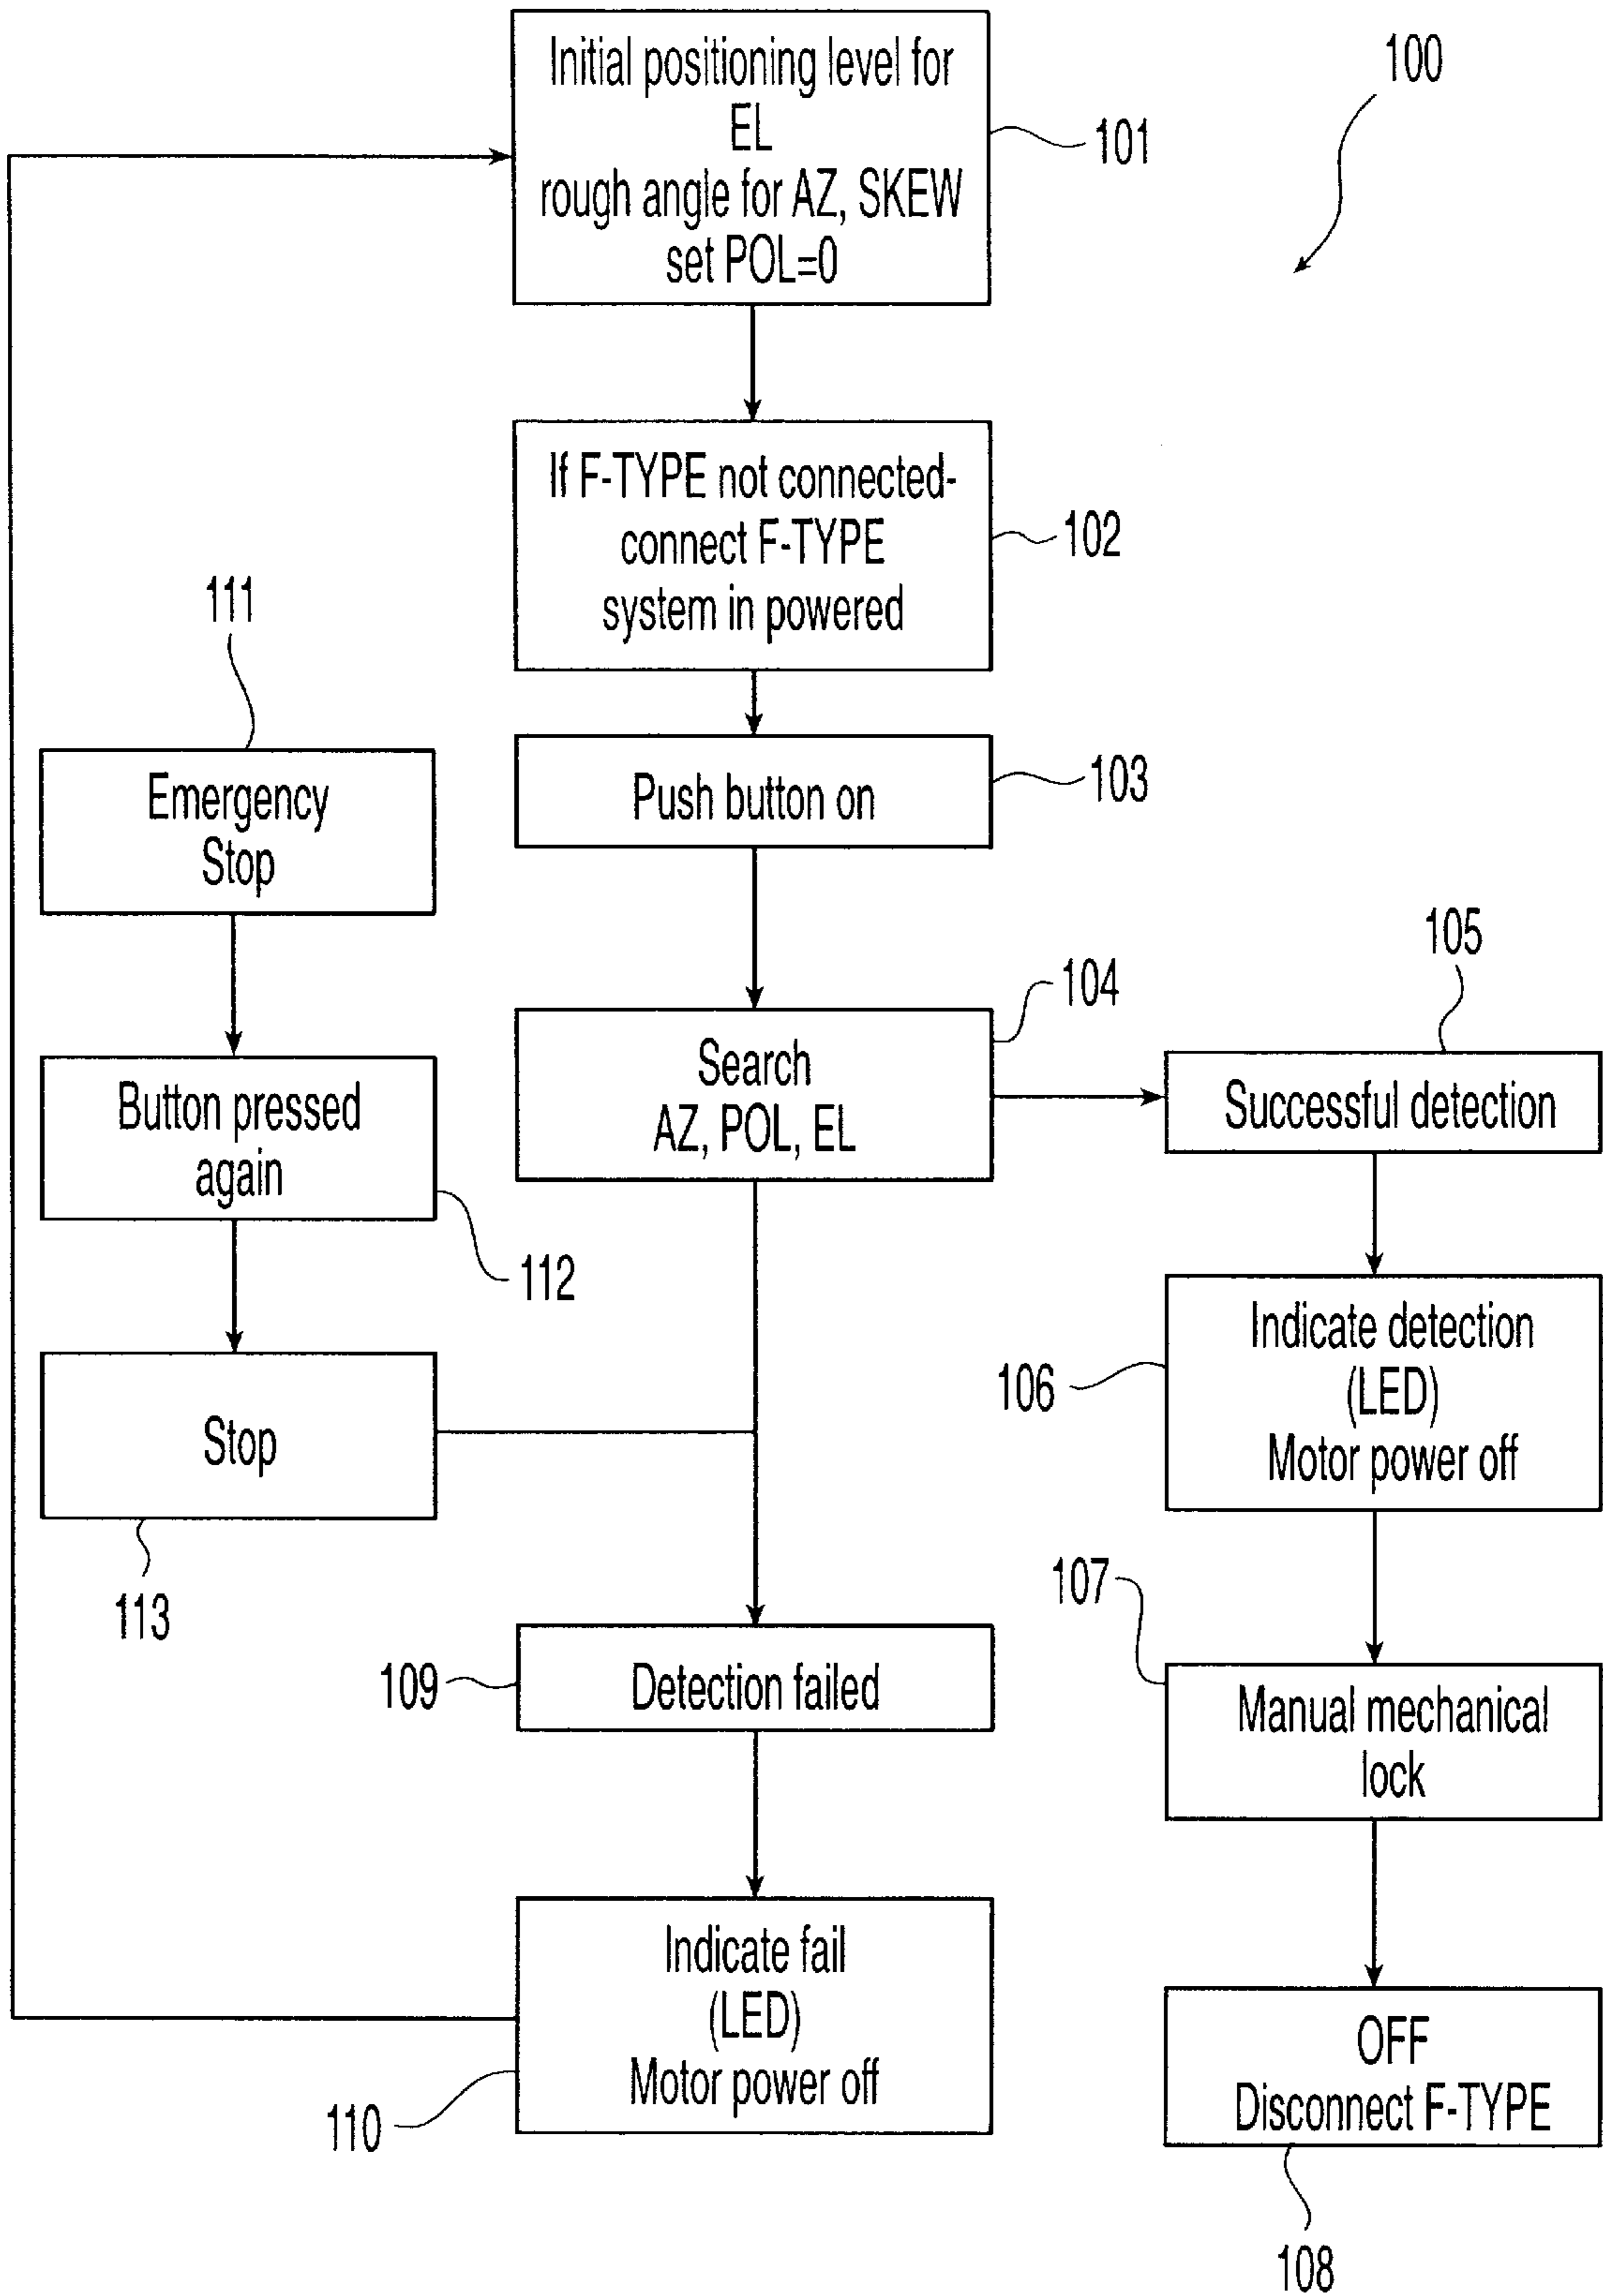 Initial positioning level for
EL
rough angle for AZ, SKEW
set POL=0
101
100
If F-TYPE not connected-
connect F-TYPE
system in powered
102
111
Emergency
Stop
Push button on
103
104
105
Button pressed
again
112
Search
AZ, POL, EL
Successful detection
Stop
113
Indicate detection
(LED)
Motor power off
106
107
Manual mechanical
lock
109
Detection failed
Indicate fail
(LED)
Motor power off
110
OFF
Disconnect F-TYPE
108